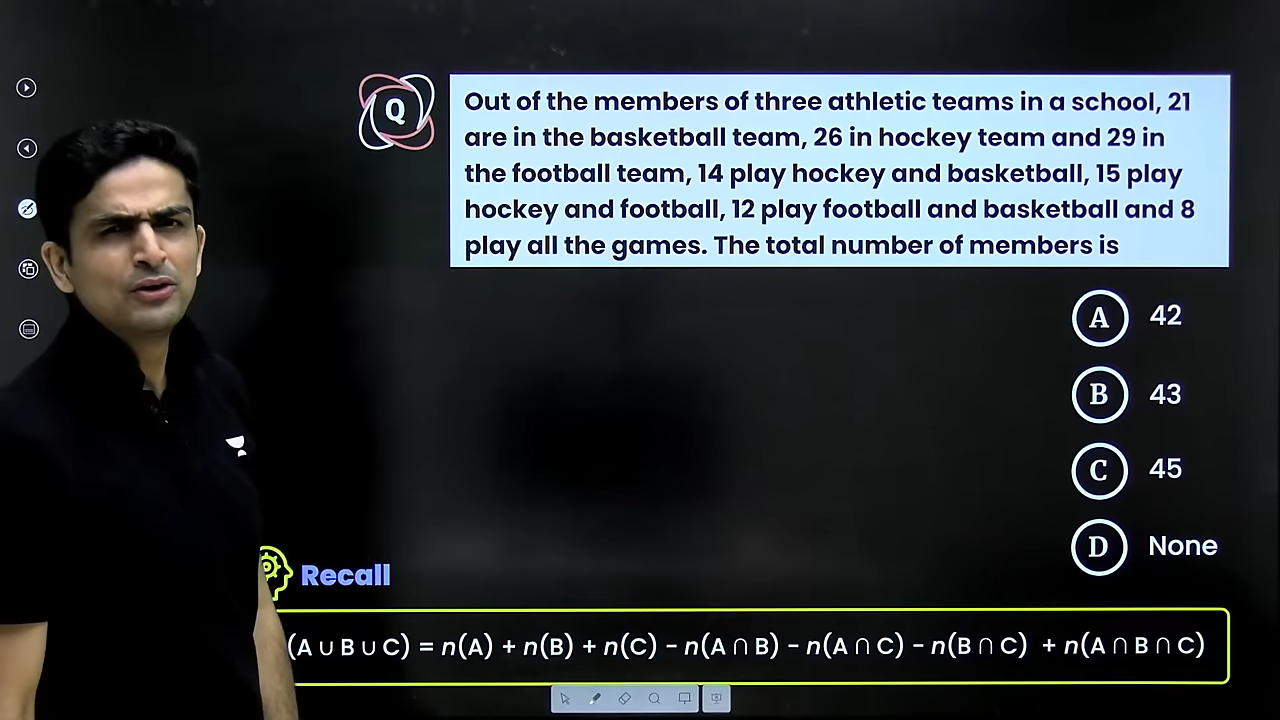 Q
Out of the members of three athletic teams in a school, 21
are in the basketball team, 26 in hockey team and 29 in
the football team, 14 play hockey and basketball, 15 play
hockey and football, 12 play football and basketball and 8
play all the games. The total number of members is
A 42
B 43
C 45
D None
Recall
(A ∪ B ∪ C) = n(A) + n(B) + n(C) − n(A ∩ B) − n(A ∩ C) − n(B ∩ C) + n(A ∩ B ∩ C)